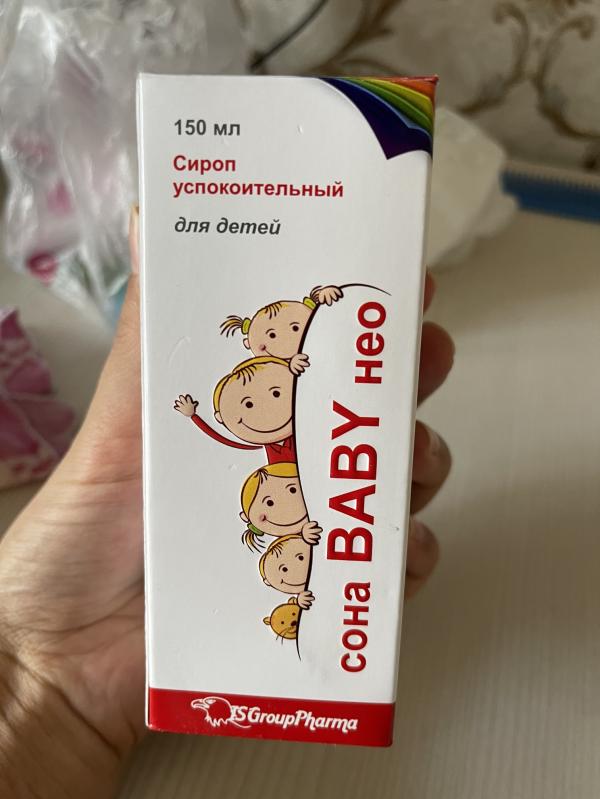 150 мл
Сироп
успокоительный
для детей
сона BABY нео
ISGroupPharma